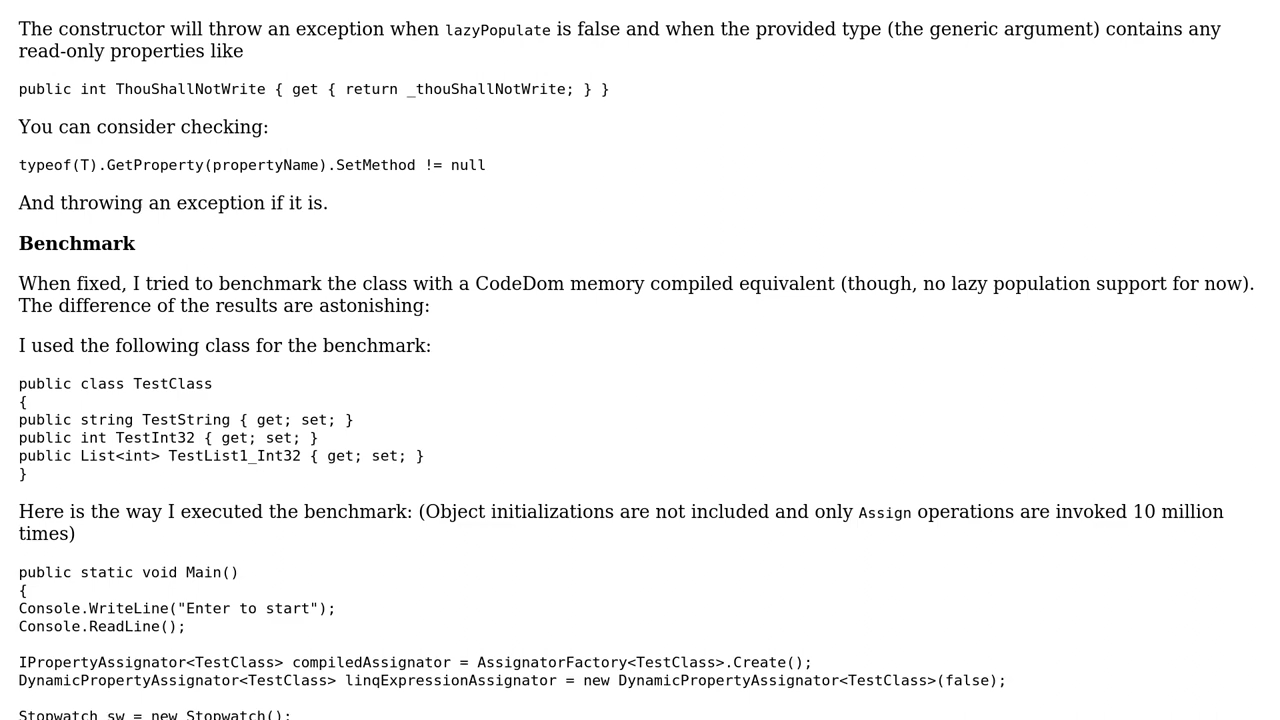 The constructor will throw an exception when lazyPopulate is false and when the provided type (the generic argument) contains any
read-only properties like
public int ThouShallNotWrite { get { return _thouShallNotWrite; } }
You can consider checking:
typeof(T).GetProperty(propertyName).SetMethod != null
And throwing an exception if it is.
Benchmark
When fixed, I tried to benchmark the class with a CodeDom memory compiled equivalent (though, no lazy population support for now).
The difference of the results are astonishing:
I used the following class for the benchmark:
public class TestClass
{
public string TestString { get; set; }
public int TestInt32 { get; set; }
public List<int> TestList1_Int32 { get; set; }
}
Here is the way I executed the benchmark: (Object initializations are not included and only Assign operations are invoked 10 million
times)
public static void Main()
{
Console.WriteLine("Enter to start");
Console.ReadLine();
IPropertyAssignator<TestClass> compiledAssignator = AssignatorFactory<TestClass>.Create();
DynamicPropertyAssignator<TestClass> linqExpressionAssignator = new DynamicPropertyAssignator<TestClass>(false);
Stopwatch sw = new Stopwatch();